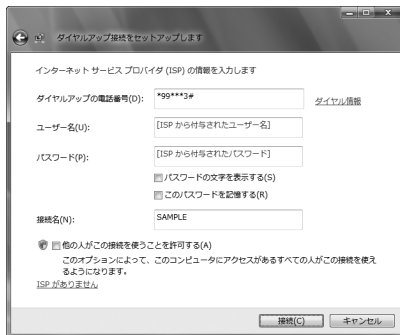 ダイヤルアップ接続をセットアップします
インターネット サービス プロバイダ (ISP) の情報を入力します
ダイヤルアップの電話番号(D):
*99***3#
ダイヤル情報
ユーザー名(U):
[ISP から付与されたユーザー名]
パスワード(P):
[ISP から付与されたパスワード]
パスワードの文字を表示する(S)
このパスワードを記憶する(R)
接続名(N):
SAMPLE
他の人がこの接続を使うことを許可する(A)
このオプションによって、このコンピュータにアクセスがあるすべての人がこの接続を使え
るようになります。
ISP がありません
接続(C)
キャンセル